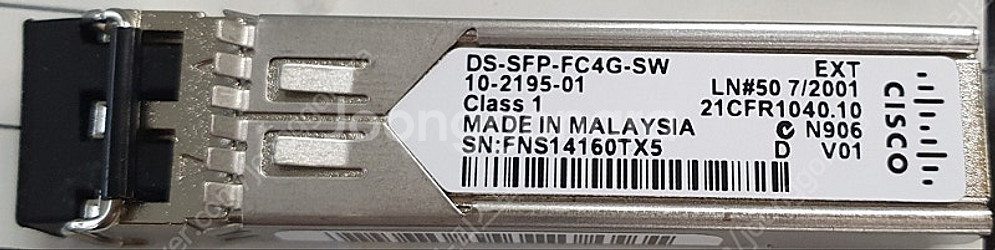 DS-SFP-FC4G-SW EXT
10-2195-01 LN#50 7/2001
Class 1 21CFR1040.10
MADE IN MALAYSIA N906
SN:FNS14160TX5 D V01
CISCO